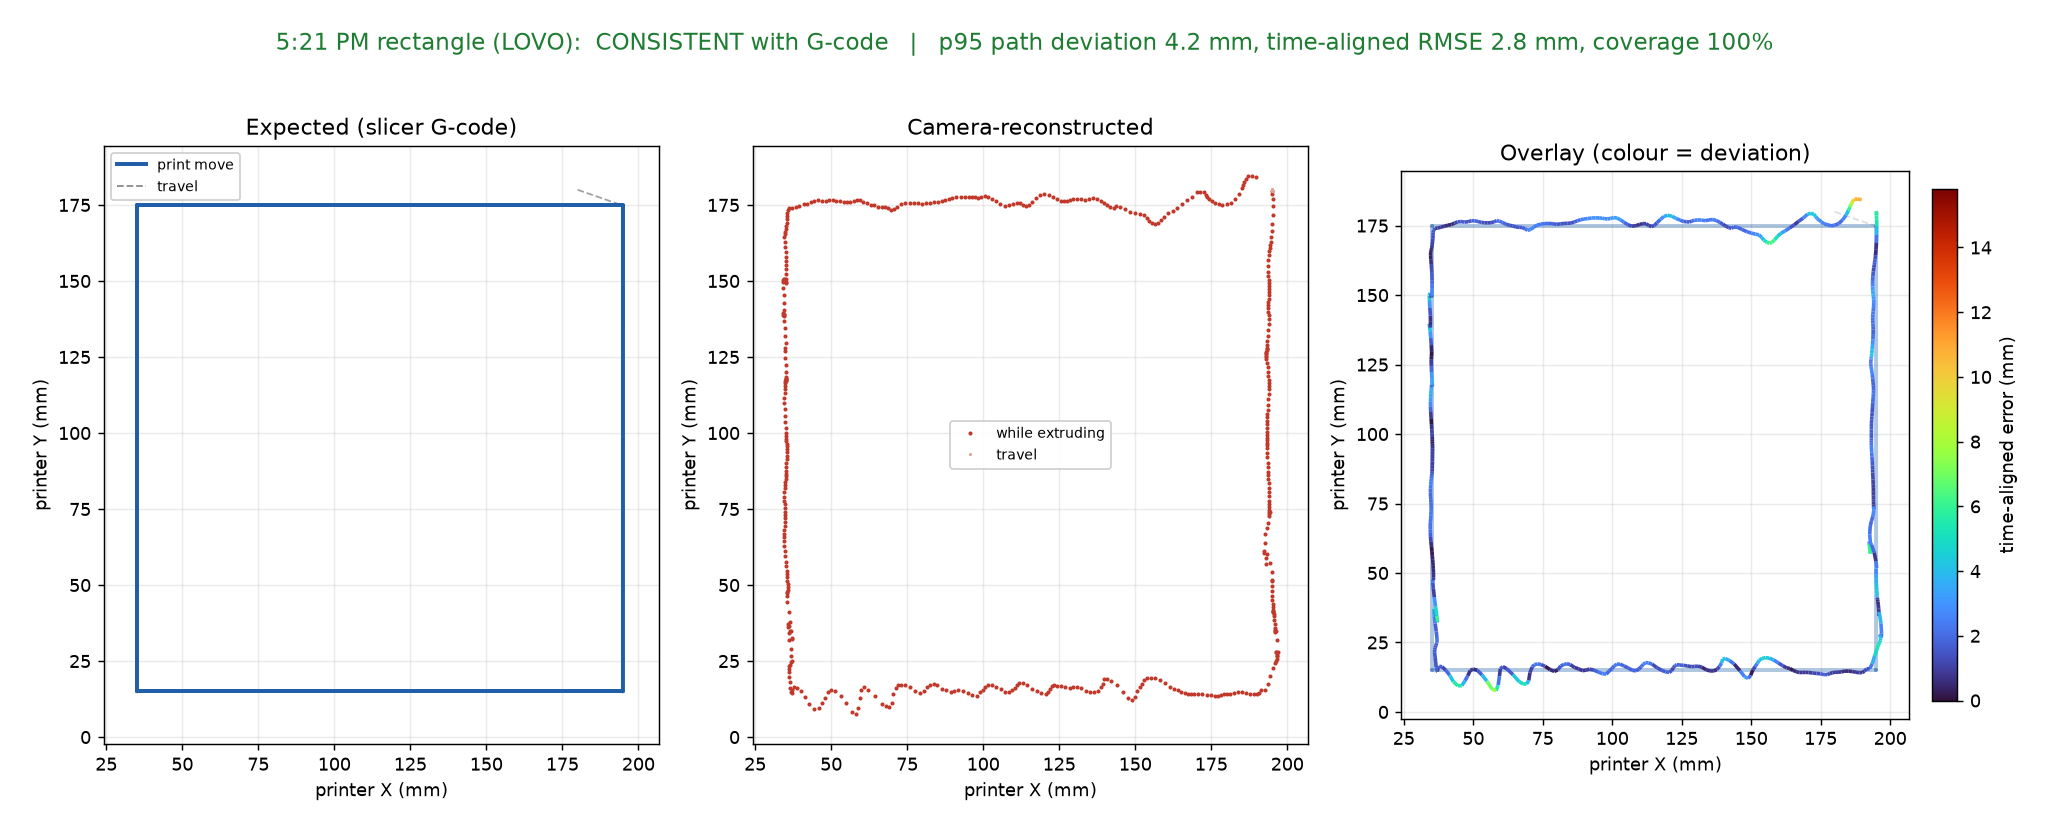 5:21 PM rectangle (LOVO):  CONSISTENT with G-code   |   p95 path deviation 4.2 mm, time-aligned RMSE 2.8 mm, coverage 100%
Expected (slicer G-code)
print move
travel
175
150
125
100
75
50
25
0
printer Y (mm)
25 50 75 100 125 150 175 200
printer X (mm)
Camera-reconstructed
while extruding
travel
175
150
125
100
75
50
25
0
printer Y (mm)
25 50 75 100 125 150 175 200
printer X (mm)
Overlay (colour = deviation)
175
150
125
100
75
50
25
0
printer Y (mm)
25 50 75 100 125 150 175 200
printer X (mm)
14
12
10
8
6
4
2
0
time-aligned error (mm)